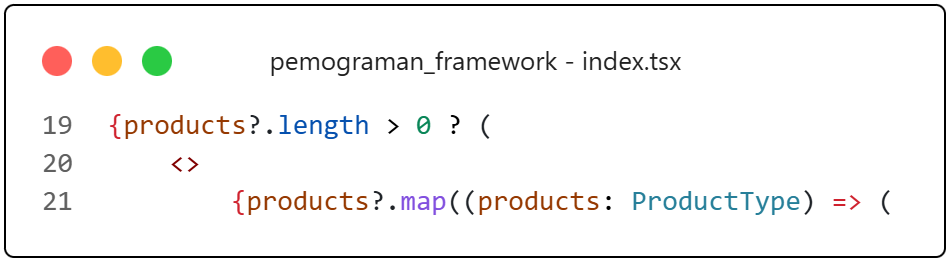 pemograman_framework - index.tsx
19 {products?.length > 0 ? (
20 <>
21 {products?.map((products: ProductType) => (